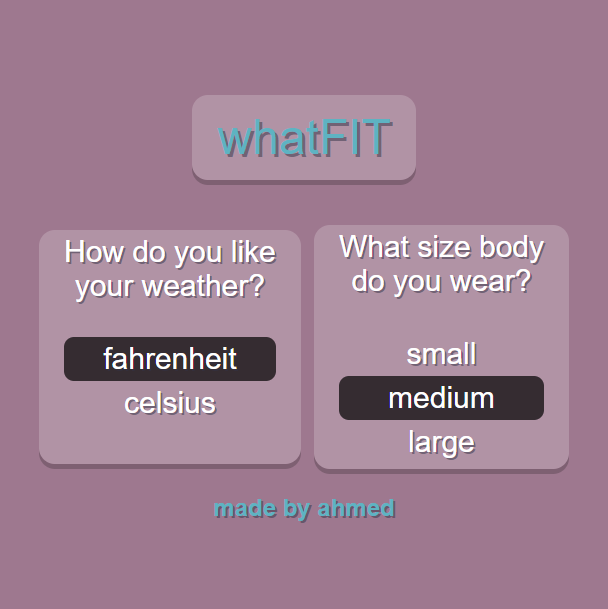 whatFIT
How do you like
your weather?
fahrenheit
celsius
What size body
do you wear?
small
medium
large
made by ahmed